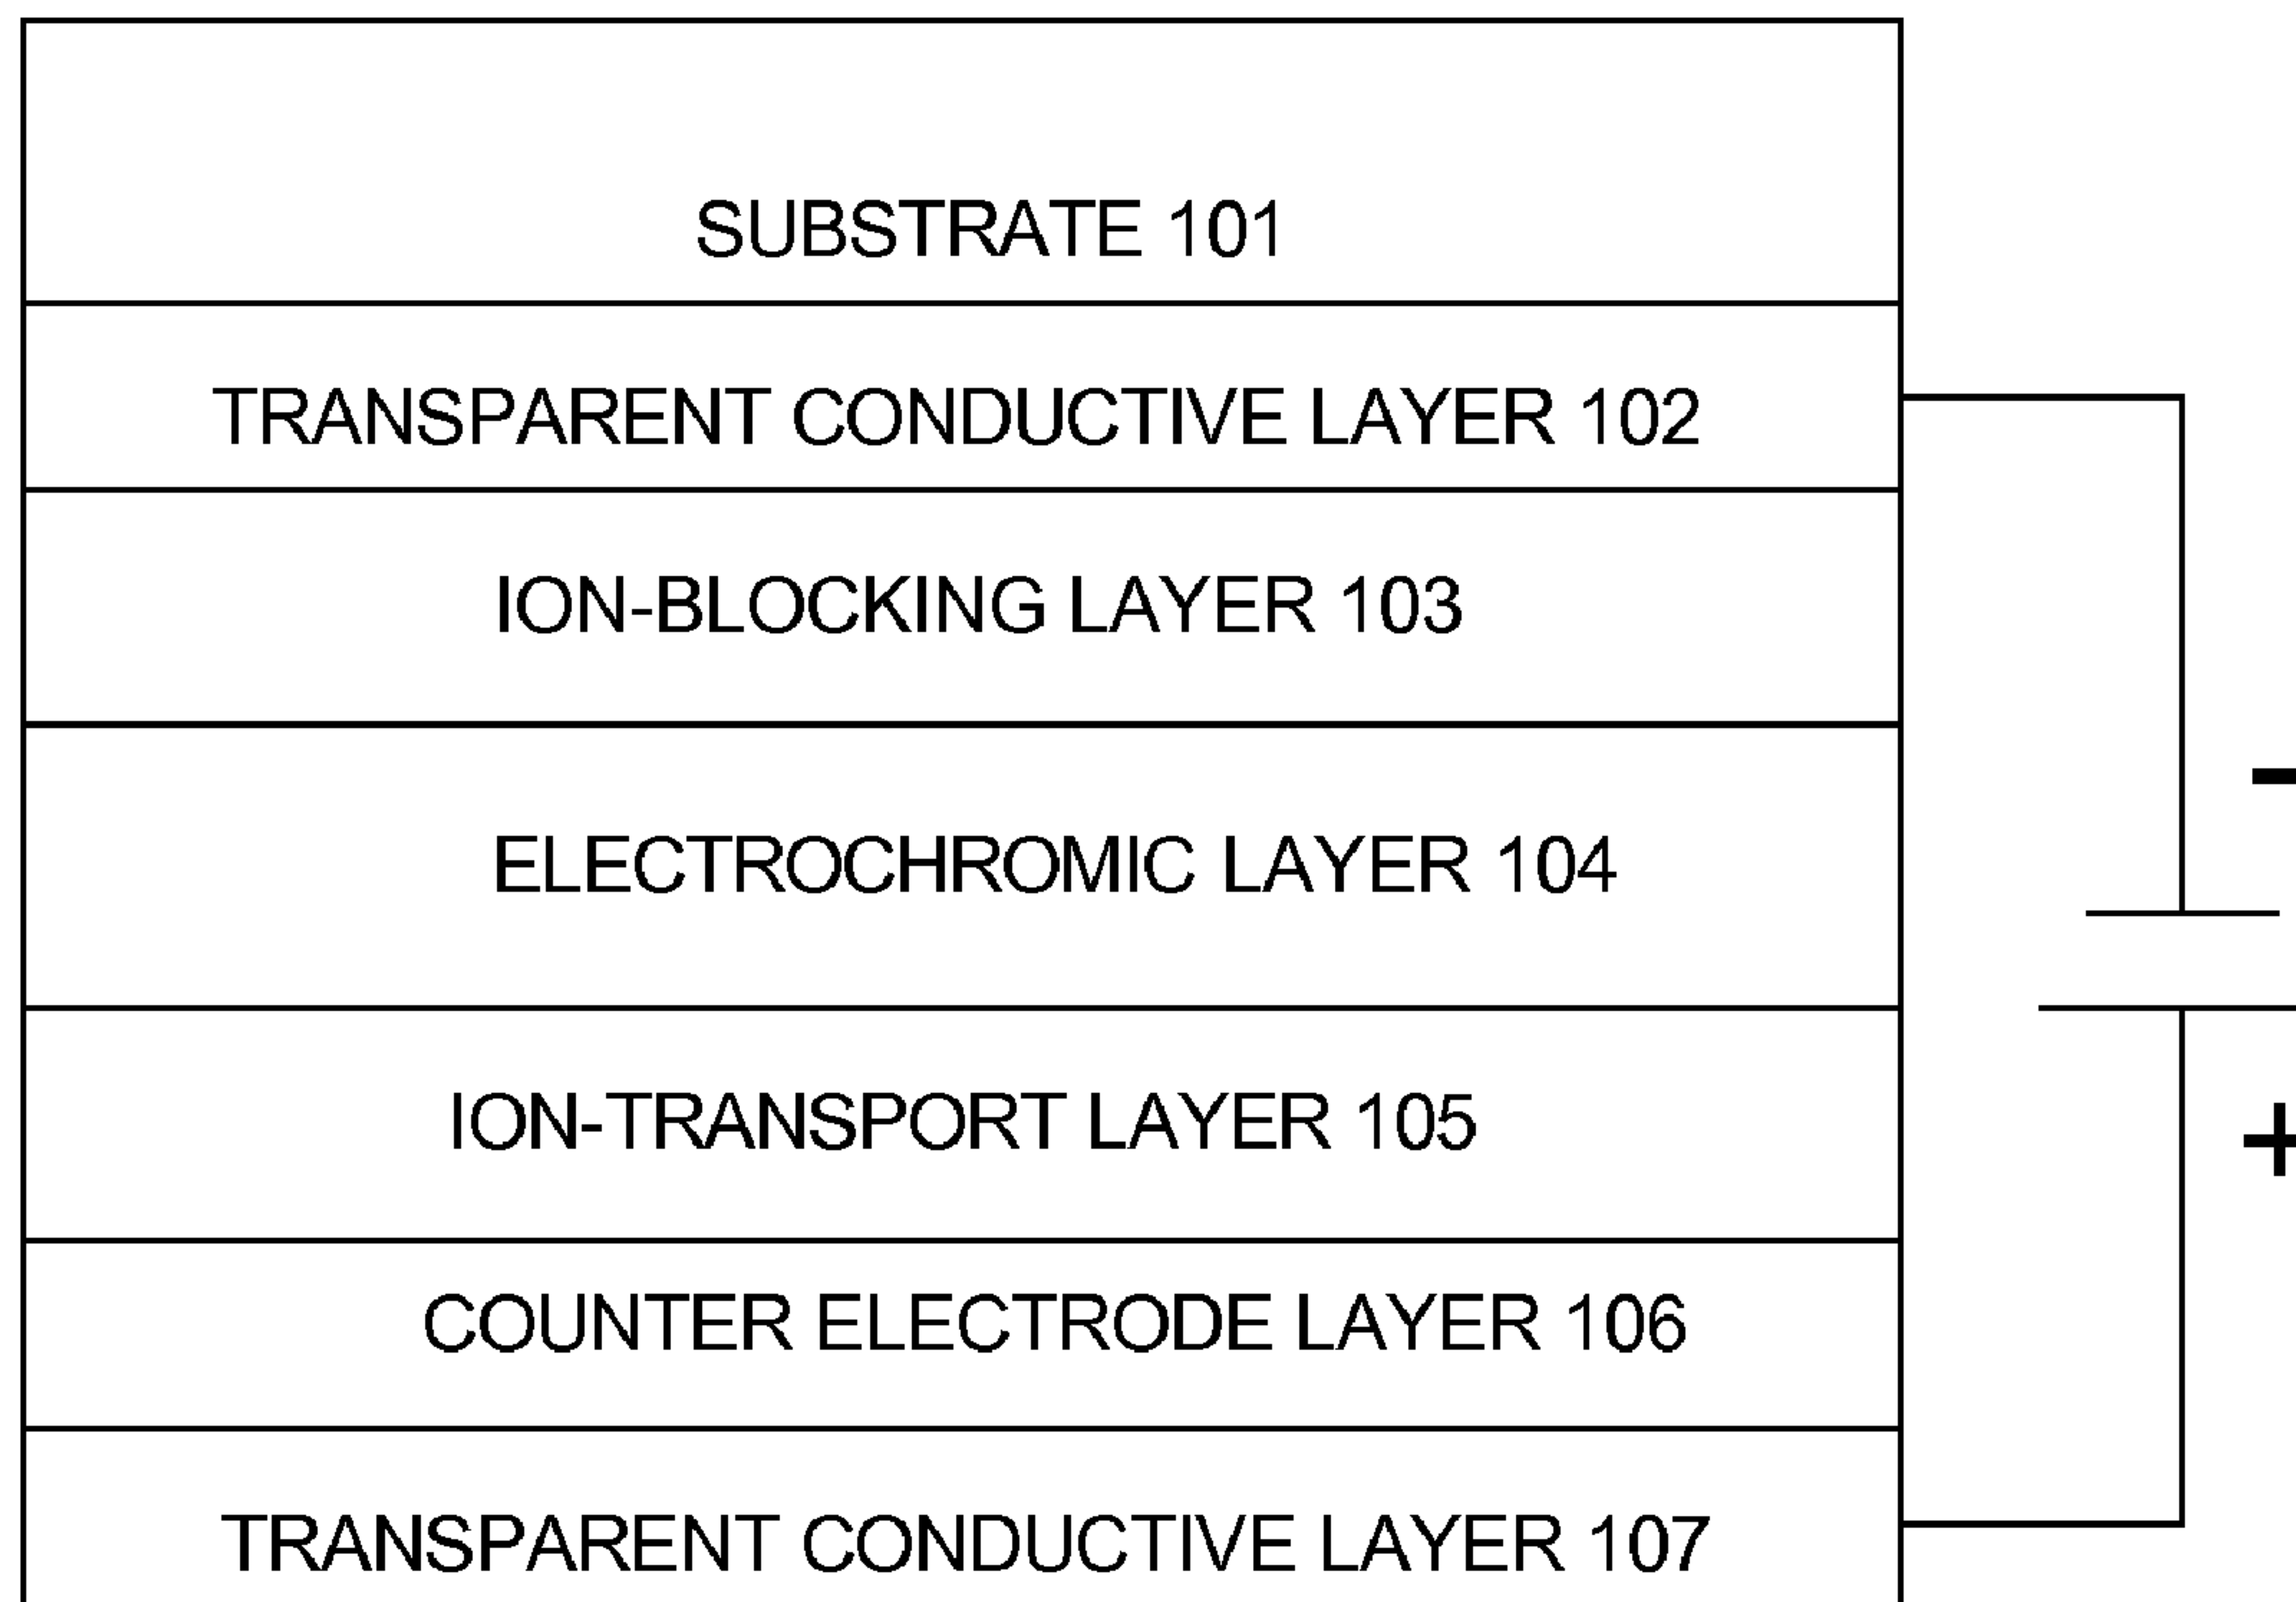 SUBSTRATE 101
TRANSPARENT CONDUCTIVE LAYER 102
ION-BLOCKING LAYER 103
-
ELECTROCHROMIC LAYER 104
ION-TRANSPORT LAYER 105
+
COUNTER ELECTRODE LAYER 106
TRANSPARENT CONDUCTIVE LAYER 107